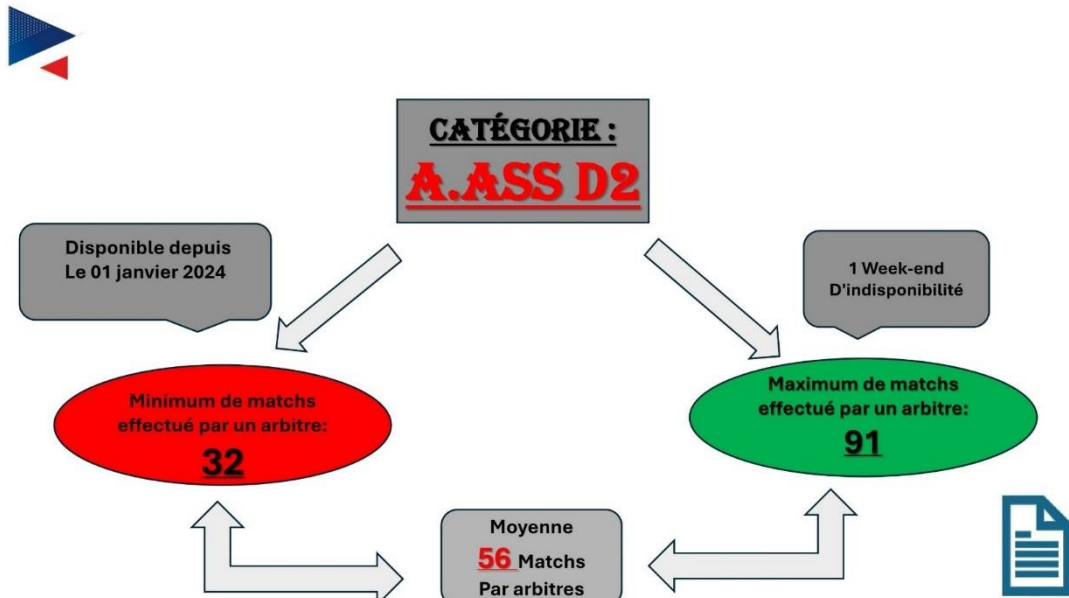 CATÉGORIE :
A.ASS D2
Disponible depuis
Le 01 janvier 2024
1 Week-end
D'indisponibilité
Minimum de matchs
effectué par un arbitre:
32
Maximum de matchs
effectué par un arbitre:
91
Moyenne
56 Matchs
Par arbitres